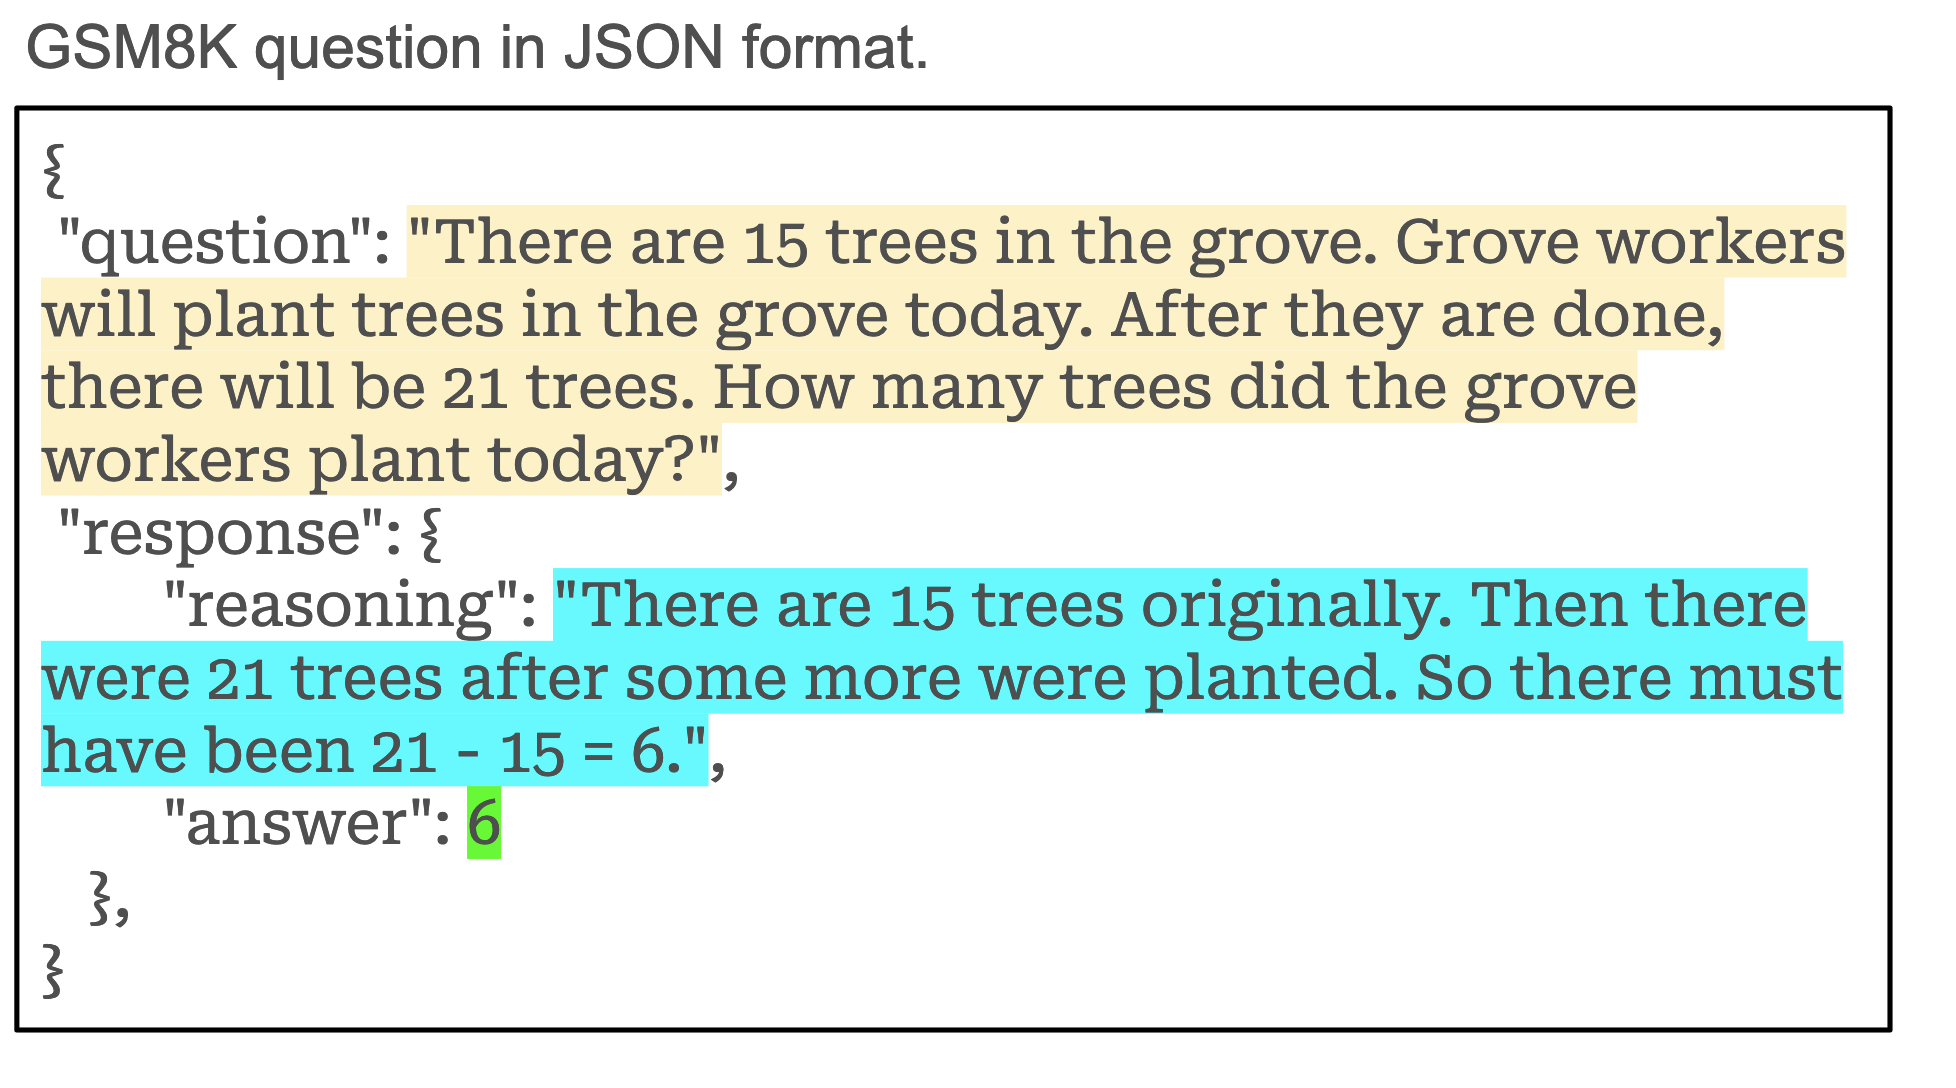 GSM8K question in JSON format.
{
"question": "There are 15 trees in the grove. Grove workers
will plant trees in the grove today. After they are done,
there will be 21 trees. How many trees did the grove
workers plant today?",
"response": {
"reasoning": "There are 15 trees originally. Then there
were 21 trees after some more were planted. So there must
have been 21 - 15 = 6.",
"answer": 6
},
}